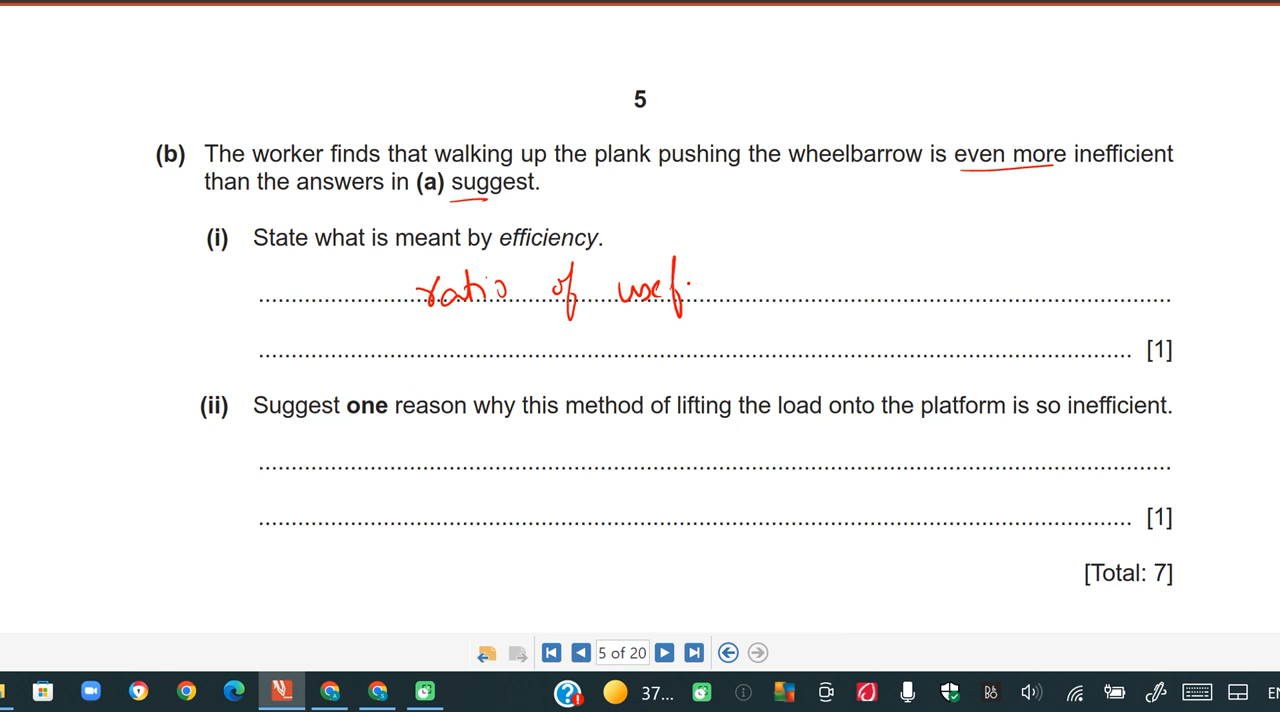 5
(b) The worker finds that walking up the plank pushing the wheelbarrow is even more inefficient
than the answers in (a) suggest.
(i) State what is meant by efficiency.
ratio of usef
.......................................................................................................................................
................................................................................................................................... [1]
(ii) Suggest one reason why this method of lifting the load onto the platform is so inefficient.
.......................................................................................................................................
................................................................................................................................... [1]
[Total: 7]
5 of 20
37...
EN